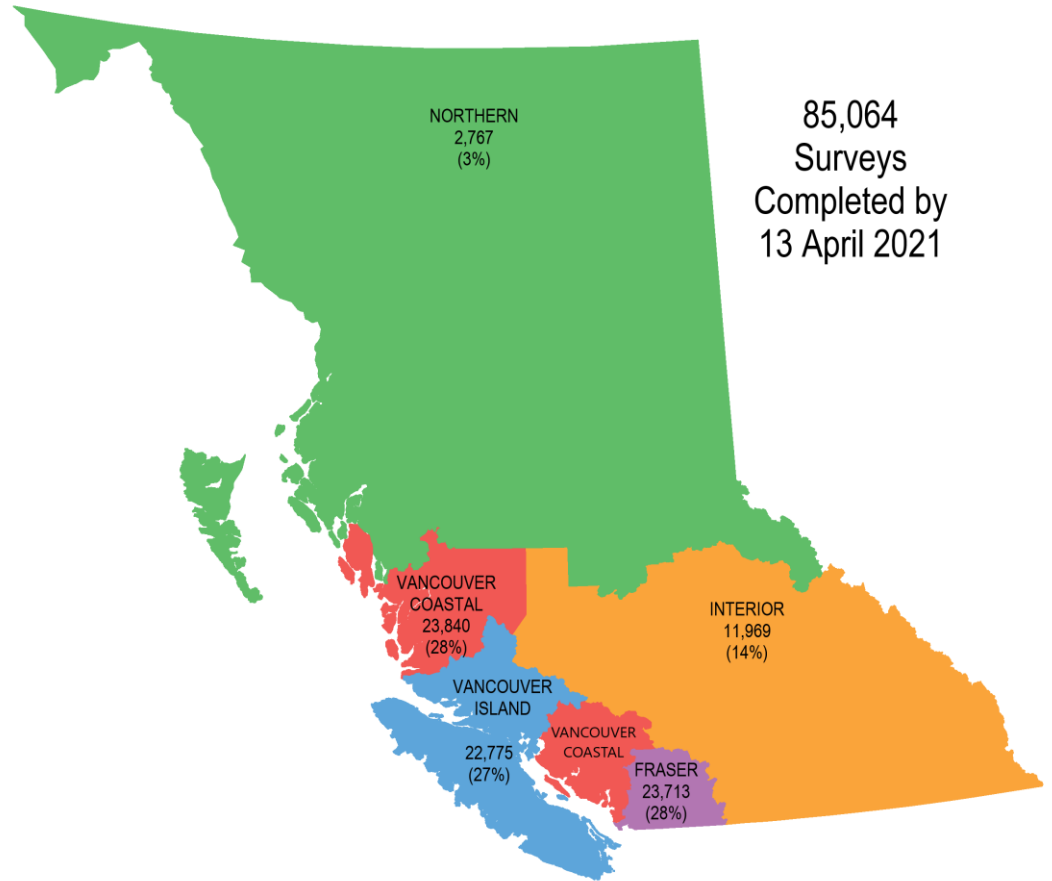 NORTHERN
2,767
(3%)
85,064
Surveys
Completed by
13 April 2021
VANCOUVER
COASTAL
23,840
(28%)
INTERIOR
11,969
(14%)
VANCOUVER
ISLAND
22,775
(27%)
VANCOUVER
COASTAL
FRASER
23,713
(28%)